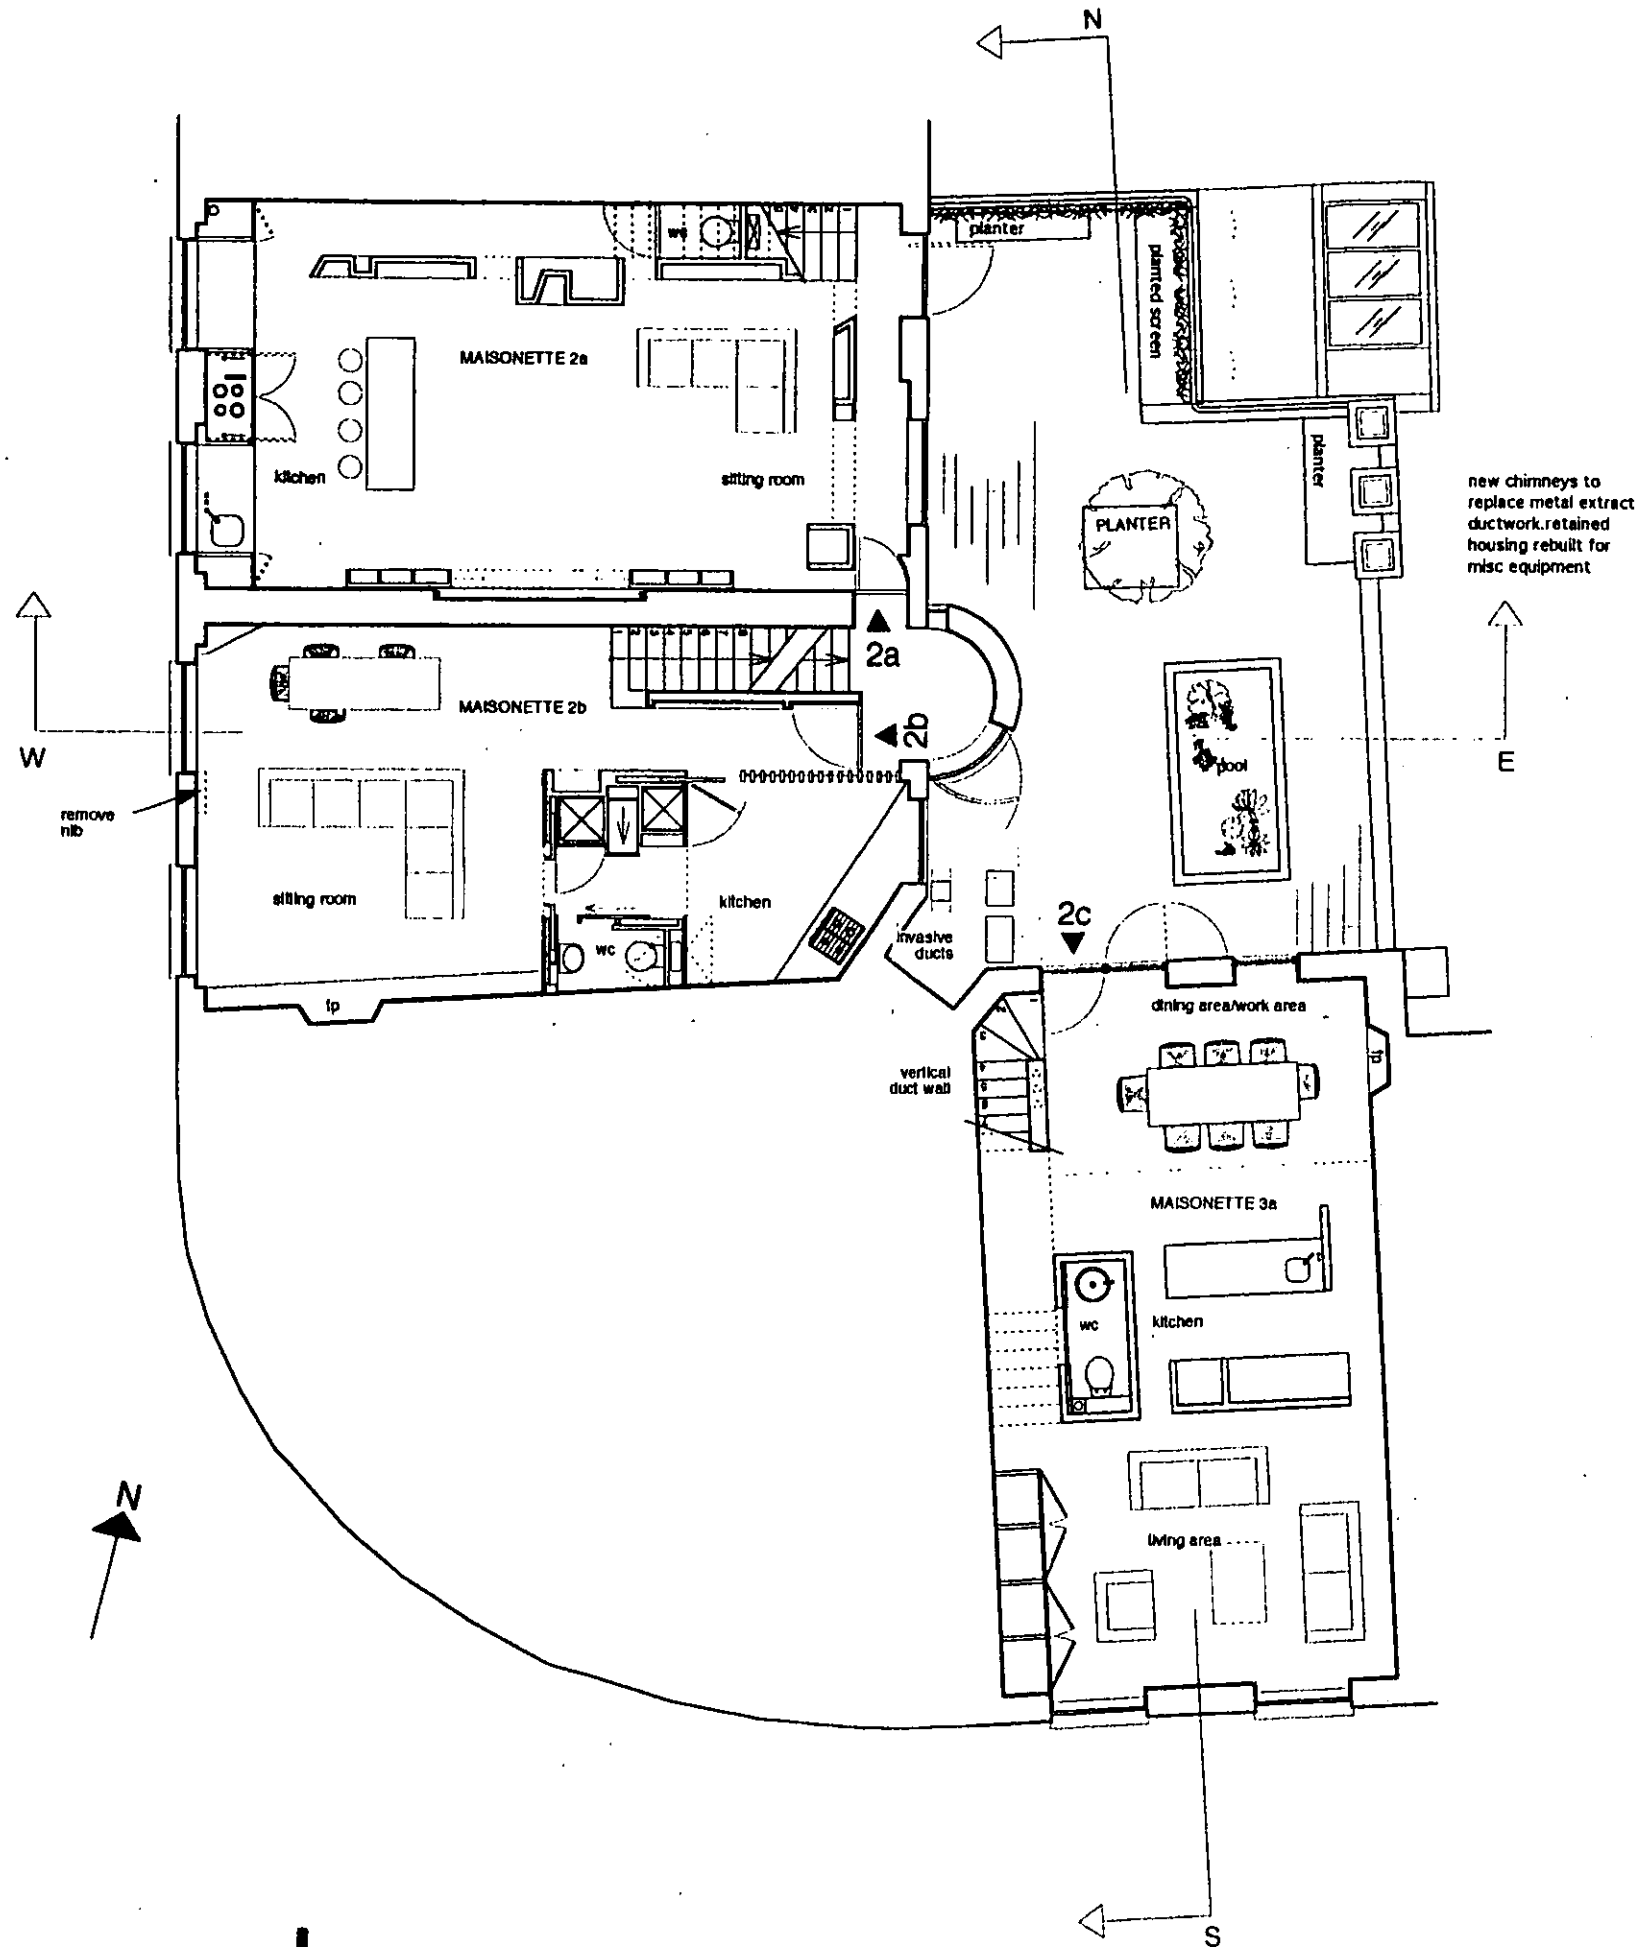 N
wc
planter
planted screen
MAISONETTE 2a
planter
kitchen
sitting room
PLANTER
new chimneys to
replace metal extract
ductwork.retained
housing rebuilt for
misc equipment
2a
MAISONETTE 2b
2b
W
E
pool
remove
nib
sitting room
kitchen
wc
invasive
ducts
2c
fp
dining area/work area
fp
vertical
duct wall
MAISONETTE 3a
wc
kitchen
N
living area
S